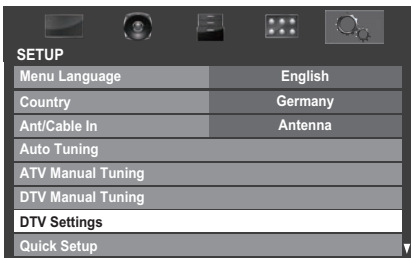 SETUP
Menu Language English
Country Germany
Ant/Cable In Antenna
Auto Tuning
ATV Manual Tuning
DTV Manual Tuning
DTV Settings
Quick Setup